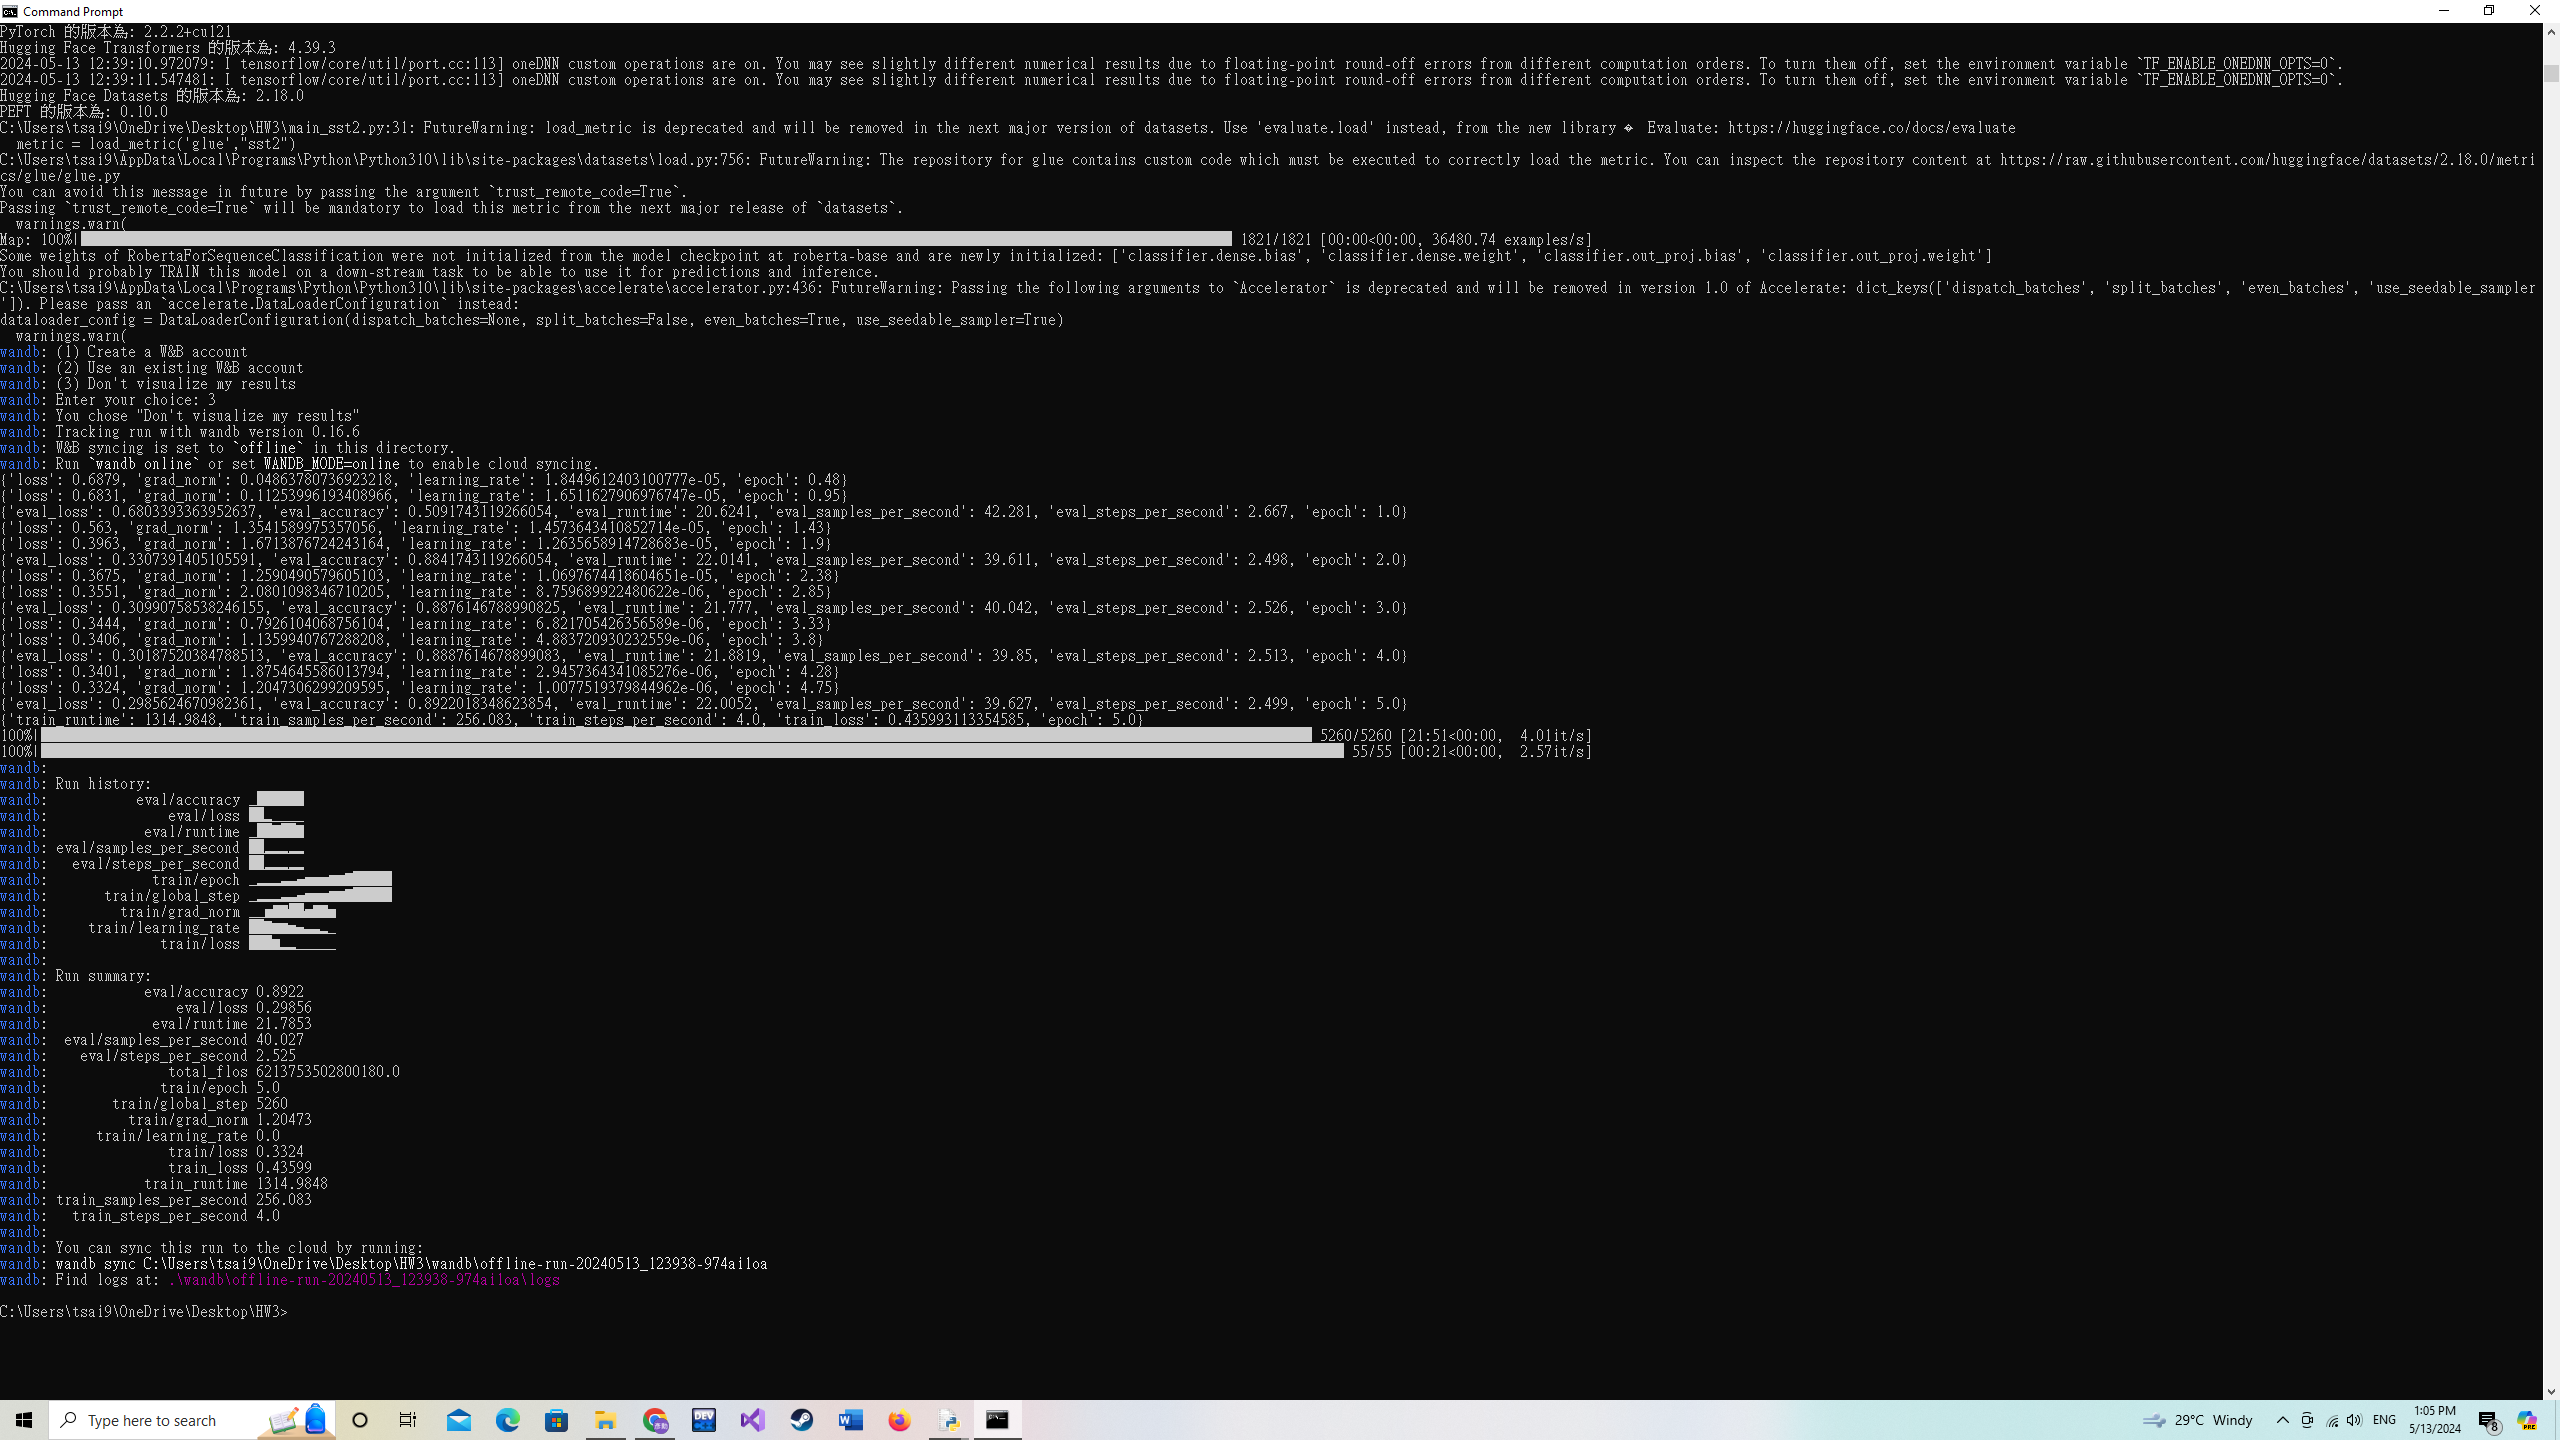 Command Prompt
PyTorch 的版本為: 2.2.2+cu121
Hugging Face Transformers 的版本為: 4.39.3
2024-05-13 12:39:10.972079: I tensorflow/core/util/port.cc:113] oneDNN custom operations are on. You may see slightly different numerical results due to floating-point round-off errors from different computation orders. To turn them off, set the environment variable `TF_ENABLE_ONEDNN_OPTS=0`.
2024-05-13 12:39:11.547481: I tensorflow/core/util/port.cc:113] oneDNN custom operations are on. You may see slightly different numerical results due to floating-point round-off errors from different computation orders. To turn them off, set the environment variable `TF_ENABLE_ONEDNN_OPTS=0`.
Hugging Face Datasets 的版本為: 2.18.0
PEFT 的版本為: 0.10.0
C:\Users\tsai9\OneDrive\Desktop\HW3\main_sst2.py:31: FutureWarning: load_metric is deprecated and will be removed in the next major version of datasets. Use 'evaluate.load' instead, from the new library � Evaluate: https://huggingface.co/docs/evaluate
metric = load_metric('glue',"sst2")
C:\Users\tsai9\AppData\Local\Programs\Python\Python310\lib\site-packages\datasets\load.py:756: FutureWarning: The repository for glue contains custom code which must be executed to correctly load the metric. You can inspect the repository content at https://raw.githubusercontent.com/huggingface/datasets/2.18.0/metri
cs/glue/glue.py
You can avoid this message in future by passing the argument `trust_remote_code=True`.
Passing `trust_remote_code=True` will be mandatory to load this metric from the next major release of `datasets`.
warnings.warn(
Map: 100%| 1821/1821 [00:00<00:00, 36480.74 examples/s]
Some weights of RobertaForSequenceClassification were not initialized from the model checkpoint at roberta-base and are newly initialized: ['classifier.dense.bias', 'classifier.dense.weight', 'classifier.out_proj.bias', 'classifier.out_proj.weight']
You should probably TRAIN this model on a down-stream task to be able to use it for predictions and inference.
C:\Users\tsai9\AppData\Local\Programs\Python\Python310\lib\site-packages\accelerate\accelerator.py:436: FutureWarning: Passing the following arguments to `Accelerator` is deprecated and will be removed in version 1.0 of Accelerate: dict_keys(['dispatch_batches', 'split_batches', 'even_batches', 'use_seedable_sampler
']). Please pass an `accelerate.DataLoaderConfiguration` instead:
dataloader_config = DataLoaderConfiguration(dispatch_batches=None, split_batches=False, even_batches=True, use_seedable_sampler=True)
warnings.warn(
wandb: (1) Create a W&B account
wandb: (2) Use an existing W&B account
wandb: (3) Don't visualize my results
wandb: Enter your choice: 3
wandb: You chose "Don't visualize my results"
wandb: Tracking run with wandb version 0.16.6
wandb: W&B syncing is set to `offline` in this directory.
wandb: Run `wandb online` or set WANDB_MODE=online to enable cloud syncing.
{'loss': 0.6879, 'grad_norm': 0.04863780736923218, 'learning_rate': 1.8449612403100777e-05, 'epoch': 0.48}
{'loss': 0.6831, 'grad_norm': 0.11253996193408966, 'learning_rate': 1.6511627906976747e-05, 'epoch': 0.95}
{'eval_loss': 0.6803393363952637, 'eval_accuracy': 0.5091743119266054, 'eval_runtime': 20.6241, 'eval_samples_per_second': 42.281, 'eval_steps_per_second': 2.667, 'epoch': 1.0}
{'loss': 0.563, 'grad_norm': 1.3541589975357056, 'learning_rate': 1.4573643410852714e-05, 'epoch': 1.43}
{'loss': 0.3963, 'grad_norm': 1.6713876724243164, 'learning_rate': 1.2635658914728683e-05, 'epoch': 1.9}
{'eval_loss': 0.3307391405105591, 'eval_accuracy': 0.8841743119266054, 'eval_runtime': 22.0141, 'eval_samples_per_second': 39.611, 'eval_steps_per_second': 2.498, 'epoch': 2.0}
{'loss': 0.3675, 'grad_norm': 1.2590490579605103, 'learning_rate': 1.0697674418604651e-05, 'epoch': 2.38}
{'loss': 0.3551, 'grad_norm': 2.0801098346710205, 'learning_rate': 8.759689922480622e-06, 'epoch': 2.85}
{'eval_loss': 0.30990758538246155, 'eval_accuracy': 0.8876146788990825, 'eval_runtime': 21.777, 'eval_samples_per_second': 40.042, 'eval_steps_per_second': 2.526, 'epoch': 3.0}
{'loss': 0.3444, 'grad_norm': 0.7926104068756104, 'learning_rate': 6.821705426356589e-06, 'epoch': 3.33}
{'loss': 0.3406, 'grad_norm': 1.1359940767288208, 'learning_rate': 4.883720930232559e-06, 'epoch': 3.8}
{'eval_loss': 0.30187520384788513, 'eval_accuracy': 0.8887614678899083, 'eval_runtime': 21.8819, 'eval_samples_per_second': 39.85, 'eval_steps_per_second': 2.513, 'epoch': 4.0}
{'loss': 0.3401, 'grad_norm': 1.8754645586013794, 'learning_rate': 2.9457364341085276e-06, 'epoch': 4.28}
{'loss': 0.3324, 'grad_norm': 1.2047306299209595, 'learning_rate': 1.0077519379844962e-06, 'epoch': 4.75}
{'eval_loss': 0.2985624670982361, 'eval_accuracy': 0.8922018348623854, 'eval_runtime': 22.0052, 'eval_samples_per_second': 39.627, 'eval_steps_per_second': 2.499, 'epoch': 5.0}
{'train_runtime': 1314.9848, 'train_samples_per_second': 256.083, 'train_steps_per_second': 4.0, 'train_loss': 0.435993113354585, 'epoch': 5.0}
100%| 5260/5260 [21:51<00:00, 4.01it/s]
100%| 55/55 [00:21<00:00, 2.57it/s]
wandb:
wandb: Run history:
wandb: eval/accuracy
wandb: eval/loss
wandb: eval/runtime
wandb: eval/samples_per_second
wandb: eval/steps_per_second
wandb: train/epoch
wandb: train/global_step
wandb: train/grad_norm
wandb: train/learning_rate
wandb: train/loss
wandb:
wandb: Run summary:
wandb: eval/accuracy 0.8922
wandb: eval/loss 0.29856
wandb: eval/runtime 21.7853
wandb: eval/samples_per_second 40.027
wandb: eval/steps_per_second 2.525
wandb: total_flos 6213753502800180.0
wandb: train/epoch 5.0
wandb: train/global_step 5260
wandb: train/grad_norm 1.20473
wandb: train/learning_rate 0.0
wandb: train/loss 0.3324
wandb: train_loss 0.43599
wandb: train_runtime 1314.9848
wandb: train_samples_per_second 256.083
wandb: train_steps_per_second 4.0
wandb:
wandb: You can sync this run to the cloud by running:
wandb: wandb sync C:\Users\tsai9\OneDrive\Desktop\HW3\wandb\offline-run-20240513_123938-974ai1oa
wandb: Find logs at: .\wandb\offline-run-20240513_123938-974ai1oa\logs
C:\Users\tsai9\OneDrive\Desktop\HW3>
Type here to search
29°C Windy
ENG
1:05 PM
5/13/2024
8